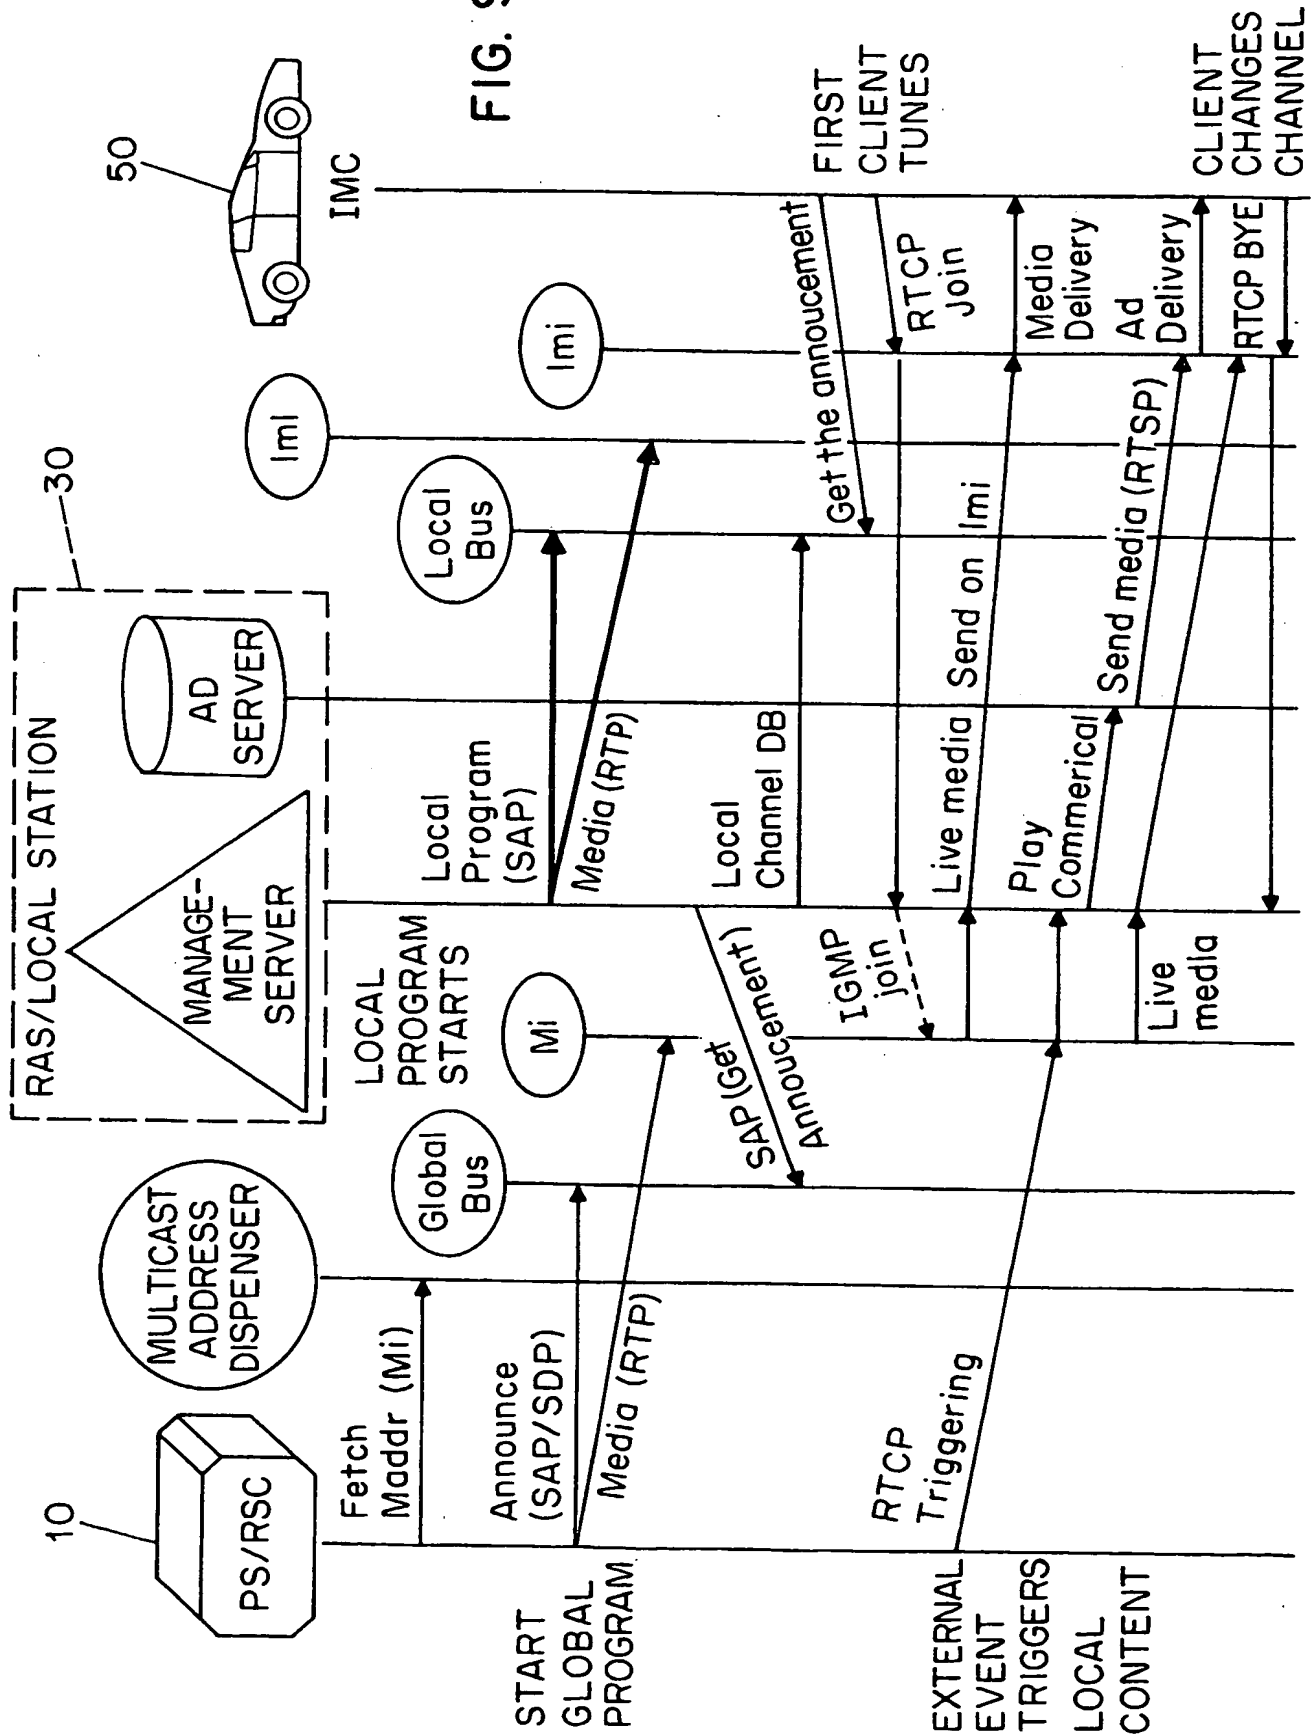 FIG. 9
10
PS/RSC
MULTICAST
ADDRESS
DISPENSER
RAS/LOCAL STATION
30
MANAGE-
MENT
SERVER
AD
SERVER
50
IMC
Global
Bus
Mi
Local
Bus
Iml
Imi
START
GLOBAL
PROGRAM
Fetch
Maddr (Mi)
Announce
(SAP/SDP)
Media (RTP)
LOCAL
PROGRAM
STARTS
Local
Program
(SAP)
Media (RTP)
SAP (Get
Annoucement)
Local
Channel DB
FIRST
CLIENT
TUNES
Get the annoucement
RTCP
Join
IGMP
join
EXTERNAL
EVENT
TRIGGERS
LOCAL
CONTENT
RTCP
Triggering
Live media Send on Imi
Media
Delivery
Play
Commerical
Send media (RTSP)
Ad
Delivery
Live
media
RTCP BYE
CLIENT
CHANGES
CHANNEL